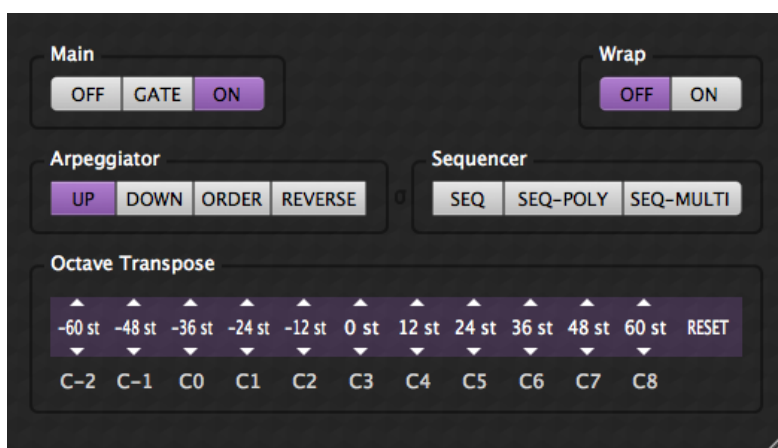 Main Wrap
OFF GATE ON OFF ON
Arpeggiator Sequencer
UP DOWN ORDER REVERSE SEQ SEQ-POLY SEQ-MULTI
Octave Transpose
-60 st -48 st -36 st -24 st -12 st 0 st 12 st 24 st 36 st 48 st 60 st RESET
C-2 C-1 C0 C1 C2 C3 C4 C5 C6 C7 C8